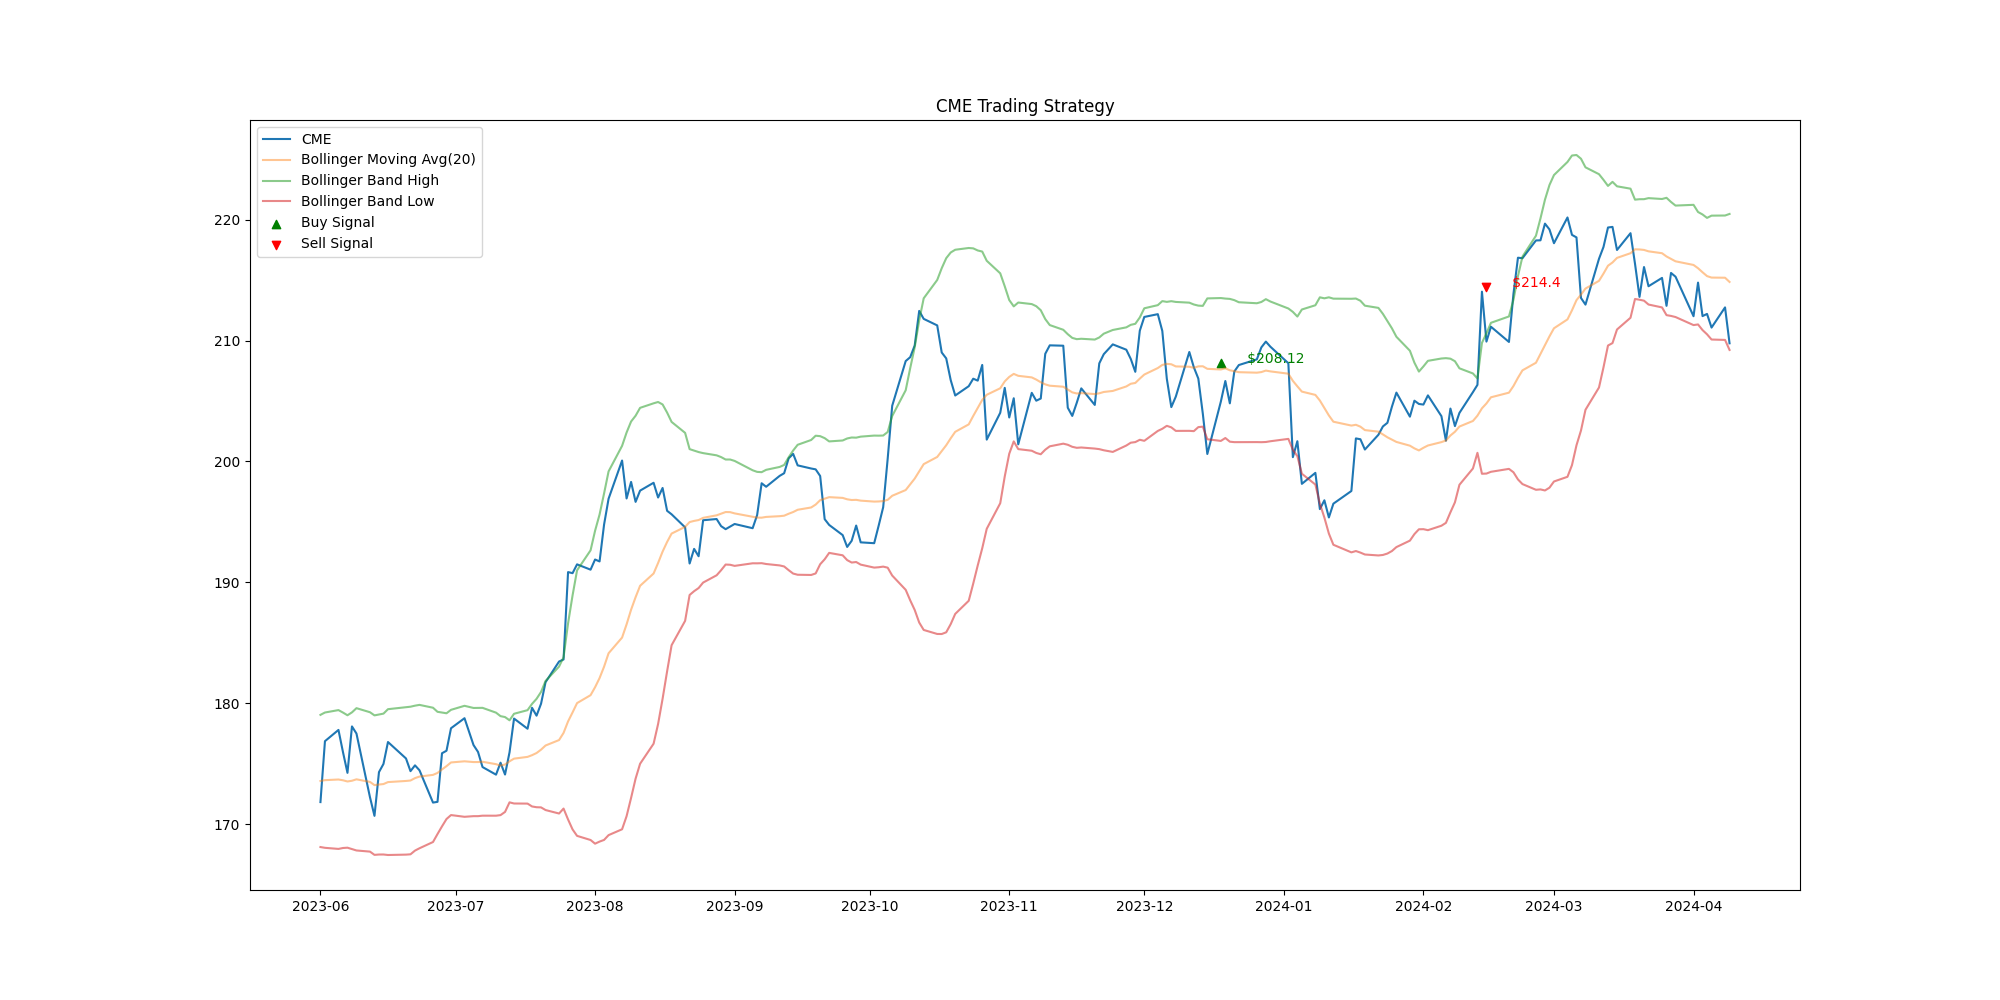 CME Trading Strategy
CME
Bollinger Moving Avg(20)
Bollinger Band High
Bollinger Band Low
Buy Signal
Sell Signal
220
210
200
190
180
170
$214.4
$208.12
2023-06 2023-07 2023-08 2023-09 2023-10 2023-11 2023-12 2024-01 2024-02 2024-03 2024-04